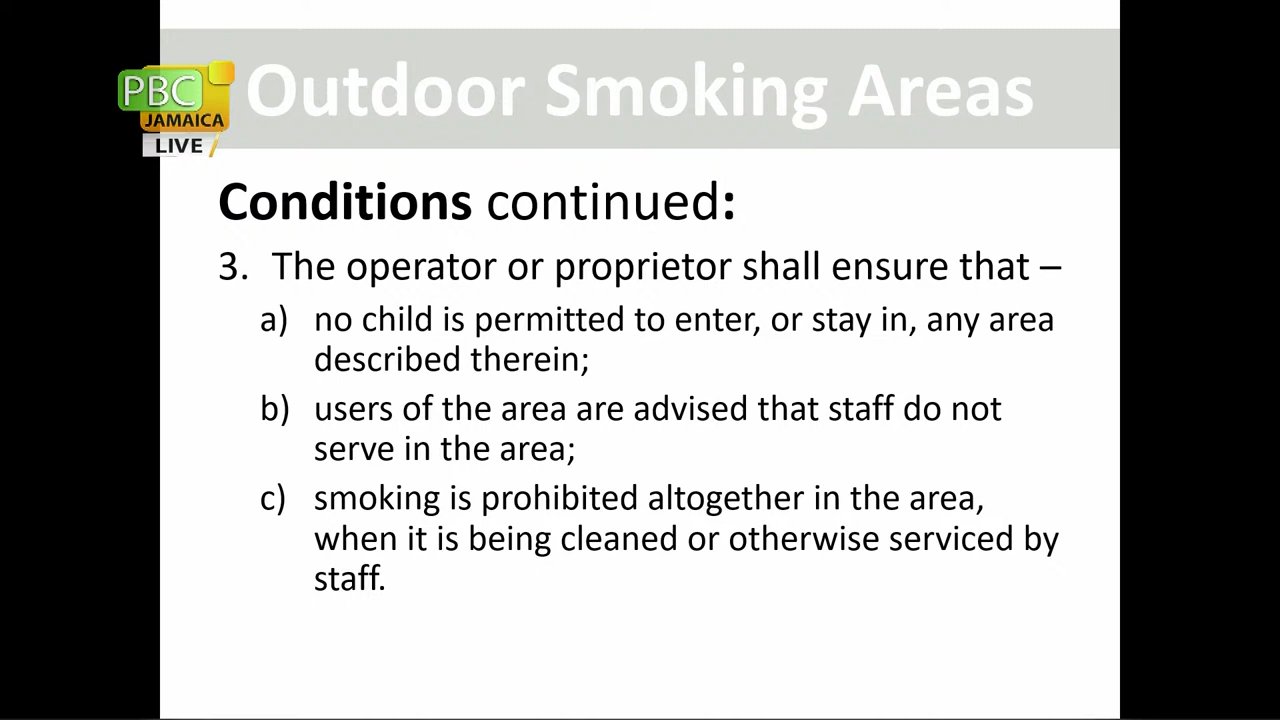 Outdoor Smoking Areas
PBC
JAMAICA
LIVE
Conditions continued:
3. The operator or proprietor shall ensure that –
a) no child is permitted to enter, or stay in, any area
described therein;
b) users of the area are advised that staff do not
serve in the area;
c) smoking is prohibited altogether in the area,
when it is being cleaned or otherwise serviced by
staff.